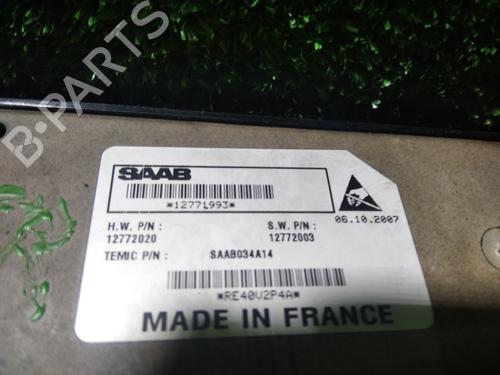 B-PARTS
SAAB
*12771993*
06.10.2007
H.W. P/N : S.W. P/N :
12772020 12772003
TEMIC P/N : SAAB034A14
*RE40V2P4A*
MADE IN FRANCE